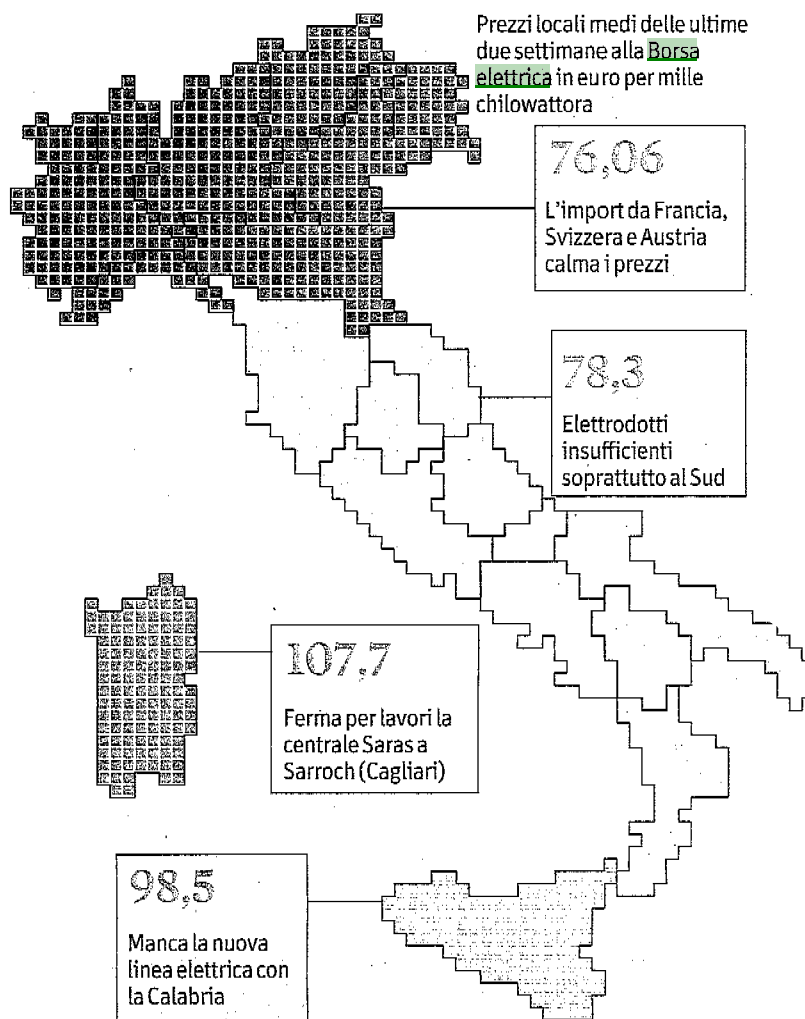 Prezzi locali medi delle ultime
due settimane alla Borsa
elettrica in euro per mille
chilowattora
76,06
L'import da Francia,
Svizzera e Austria
calma i prezzi
78,3
Elettrodotti
insufficienti
soprattutto al Sud
107,7
Ferma per lavori la
centrale Saras a
Sarroch (Cagliari)
98,5
Manca la nuova
linea elettrica con
la Calabria